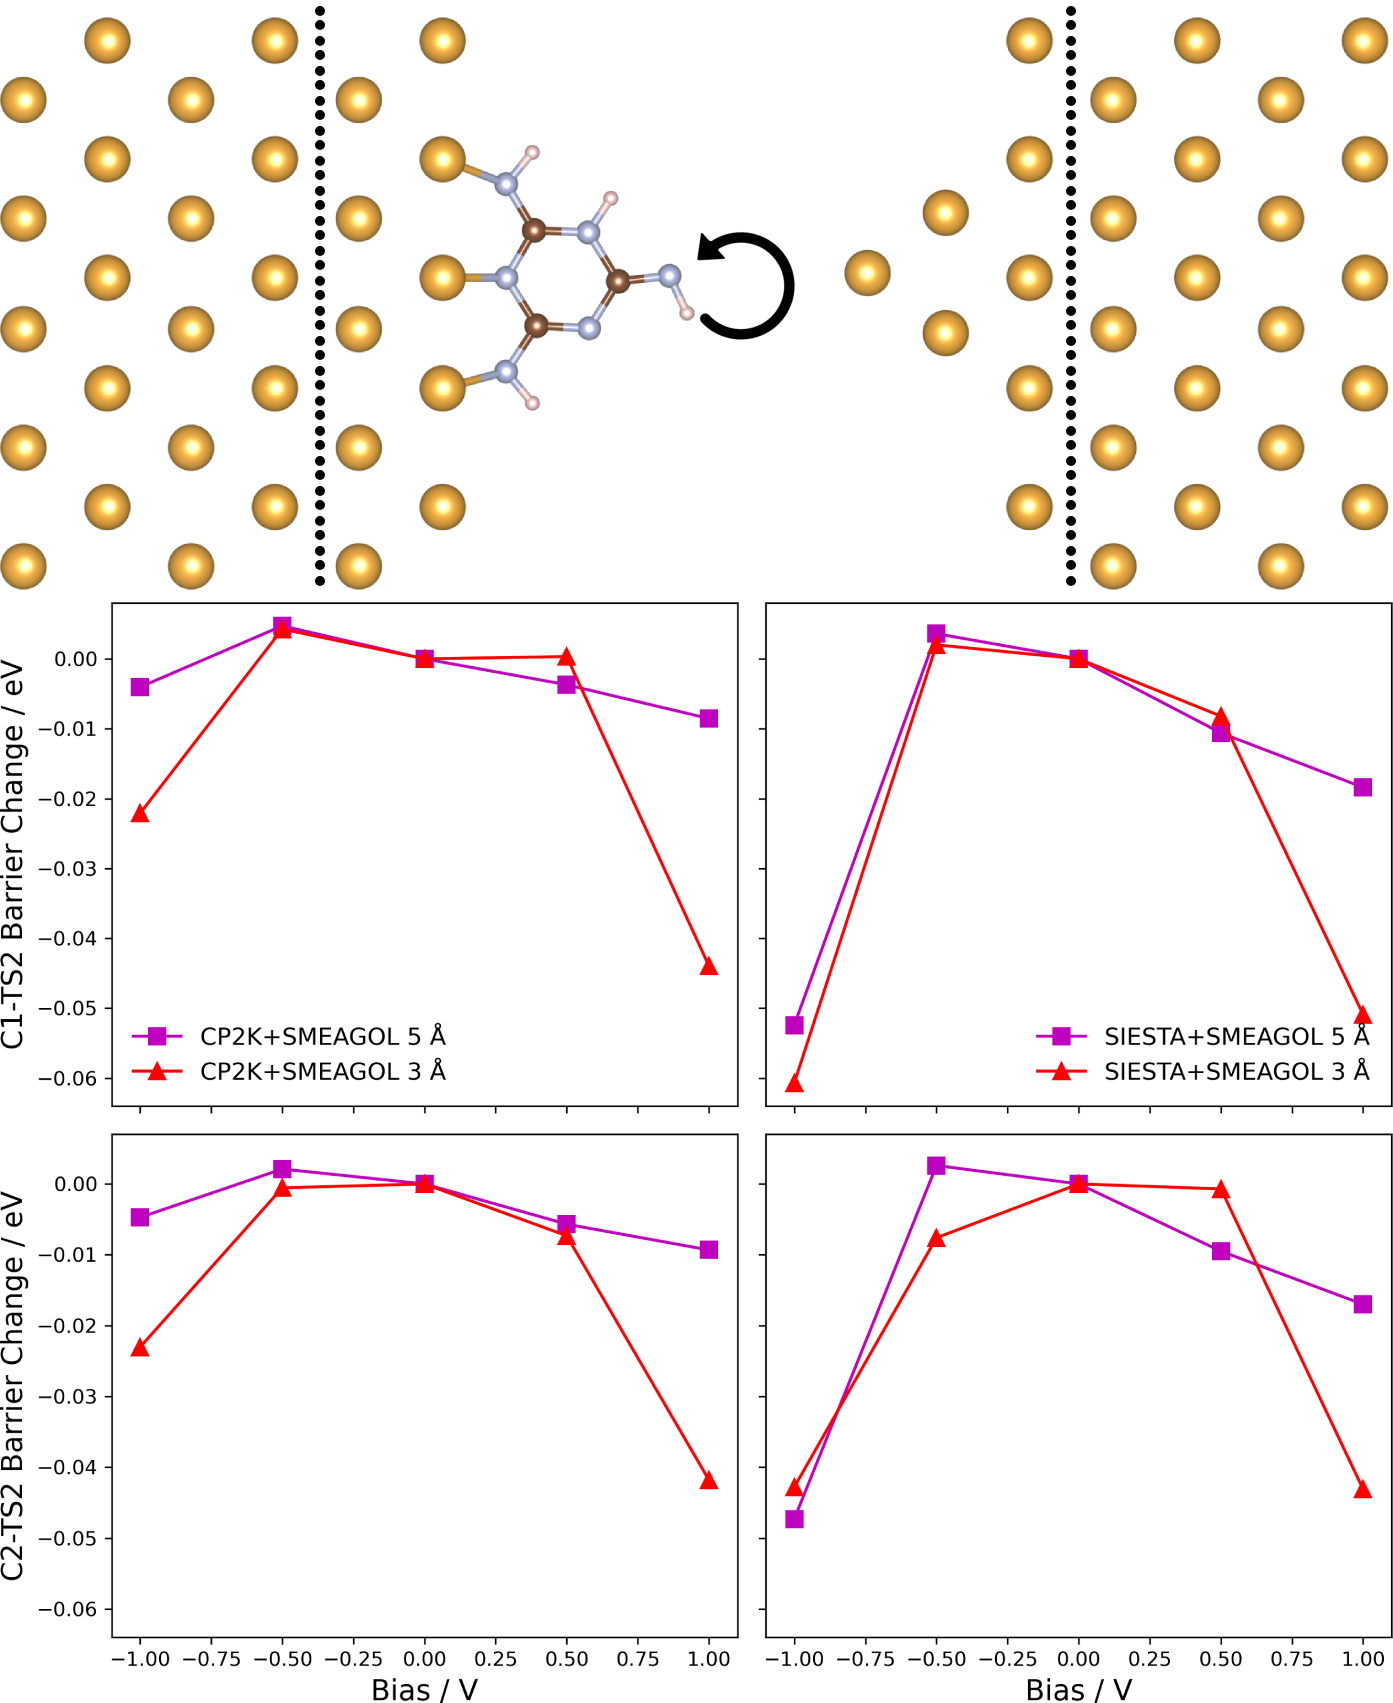 C1-TS2 Barrier Change / eV
0.00
−0.01
−0.02
−0.03
−0.04
−0.05
−0.06
CP2K+SMEAGOL 5 Å
CP2K+SMEAGOL 3 Å
SIESTA+SMEAGOL 5 Å
SIESTA+SMEAGOL 3 Å
C2-TS2 Barrier Change / eV
0.00
−0.01
−0.02
−0.03
−0.04
−0.05
−0.06
−1.00 −0.75 −0.50 −0.25 0.00 0.25 0.50 0.75 1.00
Bias / V
−1.00 −0.75 −0.50 −0.25 0.00 0.25 0.50 0.75 1.00
Bias / V